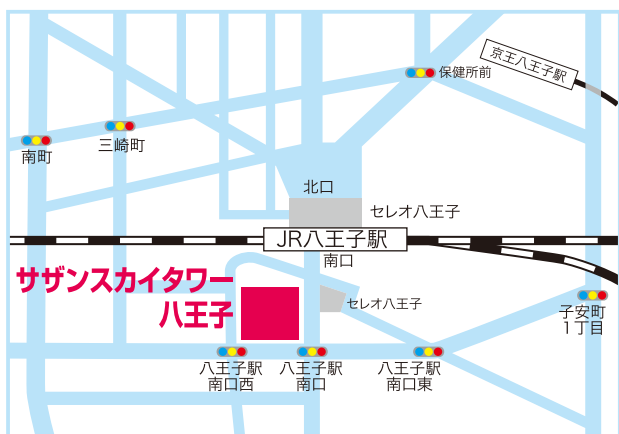 京王八王子駅
保健所前
三崎町
南町
北口
セレオ八王子
JR八王子駅
南口
サザンスカイタワー
八王子
セレオ八王子
子安町
1丁目
八王子駅
南口西
八王子駅
南口
八王子駅
南口東